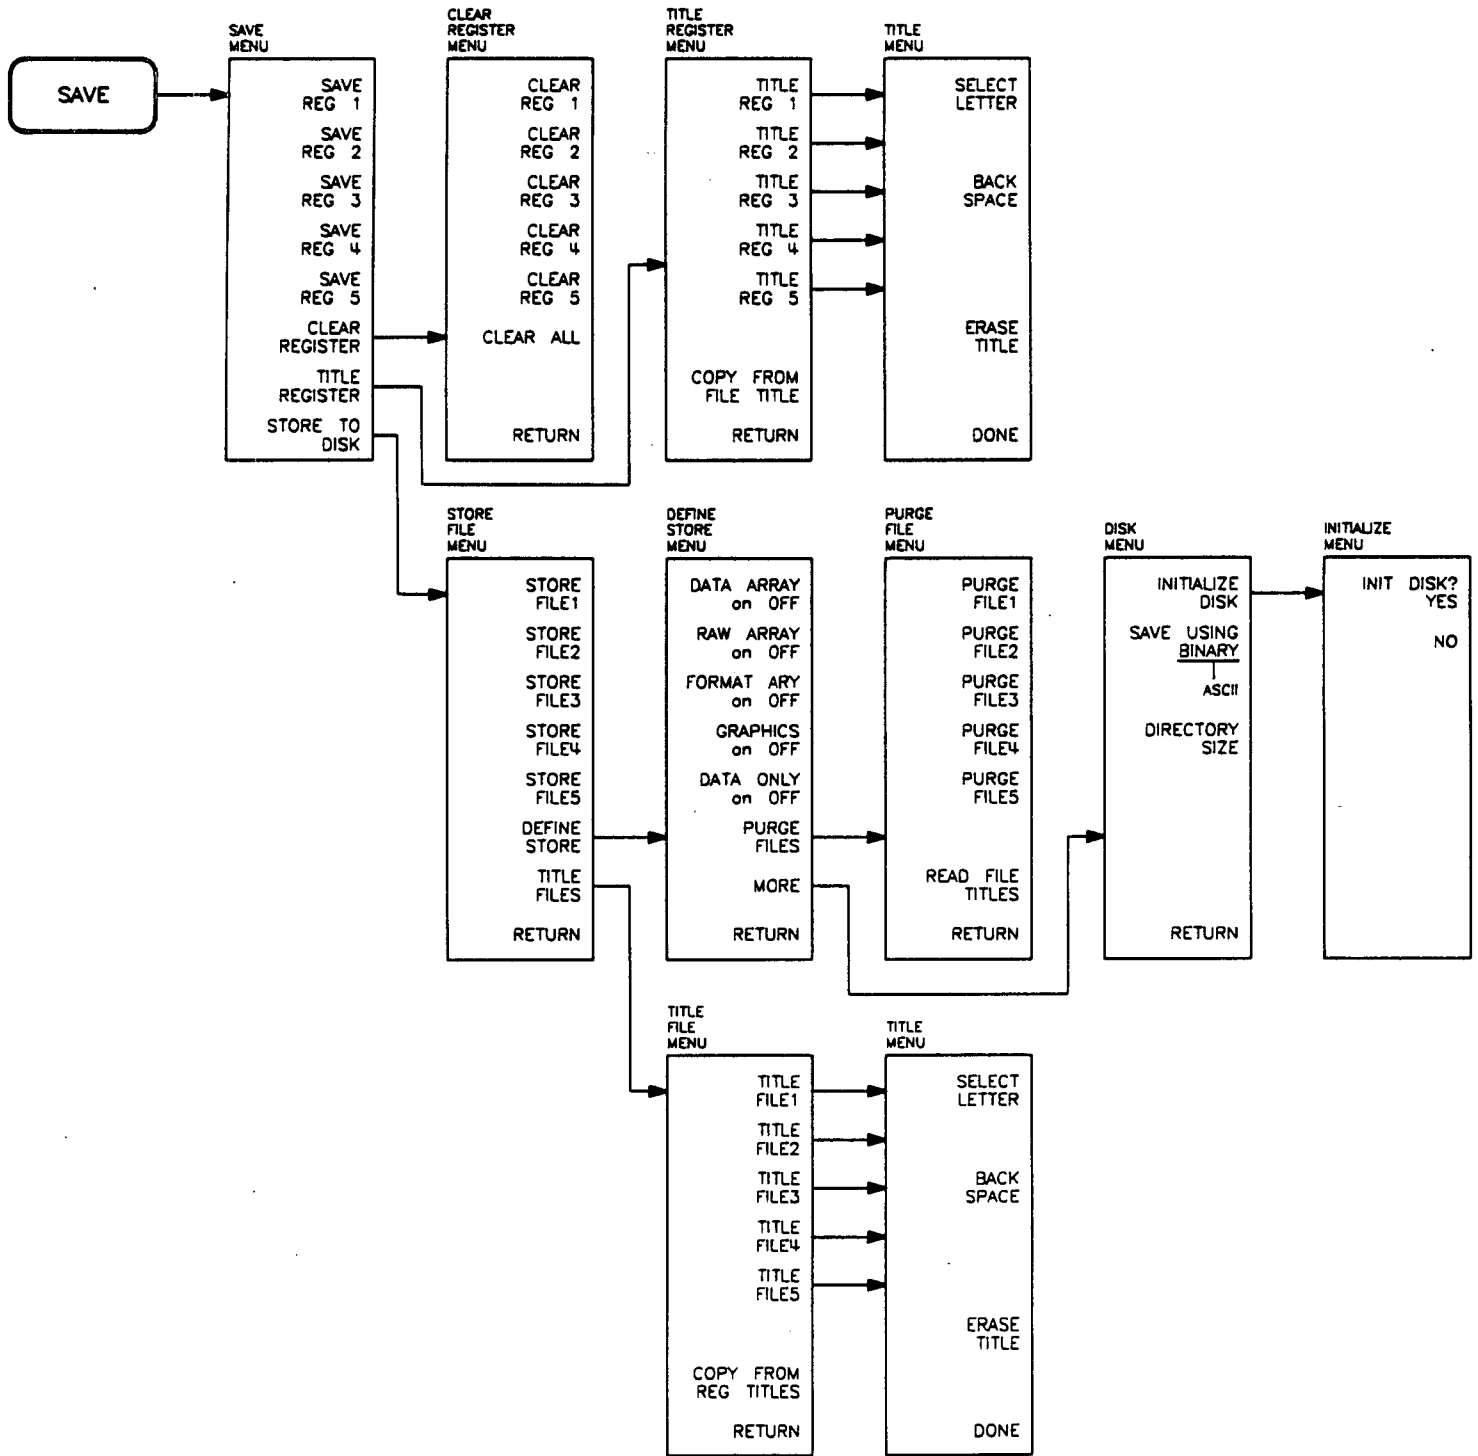 SAVE
SAVE
MENU
SAVE
REG 1
SAVE
REG 2
SAVE
REG 3
SAVE
REG 4
SAVE
REG 5
CLEAR
REGISTER
TITLE
REGISTER
STORE TO
DISK
CLEAR
REGISTER
MENU
CLEAR
REG 1
CLEAR
REG 2
CLEAR
REG 3
CLEAR
REG 4
CLEAR
REG 5
CLEAR ALL
RETURN
TITLE
REGISTER
MENU
TITLE
REG 1
TITLE
REG 2
TITLE
REG 3
TITLE
REG 4
TITLE
REG 5
COPY FROM
FILE TITLE
RETURN
TITLE
MENU
SELECT
LETTER
BACK
SPACE
ERASE
TITLE
DONE
STORE
FILE
MENU
STORE
FILE1
STORE
FILE2
STORE
FILE3
STORE
FILE4
STORE
FILE5
DEFINE
STORE
TITLE
FILES
RETURN
DEFINE
STORE
MENU
DATA ARRAY
on OFF
RAW ARRAY
on OFF
FORMAT ARY
on OFF
GRAPHICS
on OFF
DATA ONLY
on OFF
PURGE
FILES
MORE
RETURN
PURGE
FILE
MENU
PURGE
FILE1
PURGE
FILE2
PURGE
FILE3
PURGE
FILE4
PURGE
FILE5
READ FILE
TITLES
RETURN
DISK
MENU
INITIALIZE
DISK
SAVE USING
BINARY
ASCII
DIRECTORY
SIZE
RETURN
INITIALIZE
MENU
INIT DISK?
YES
NO
TITLE
FILE
MENU
TITLE
FILE1
TITLE
FILE2
TITLE
FILE3
TITLE
FILE4
TITLE
FILE5
COPY FROM
REG TITLES
RETURN
TITLE
MENU
SELECT
LETTER
BACK
SPACE
ERASE
TITLE
DONE